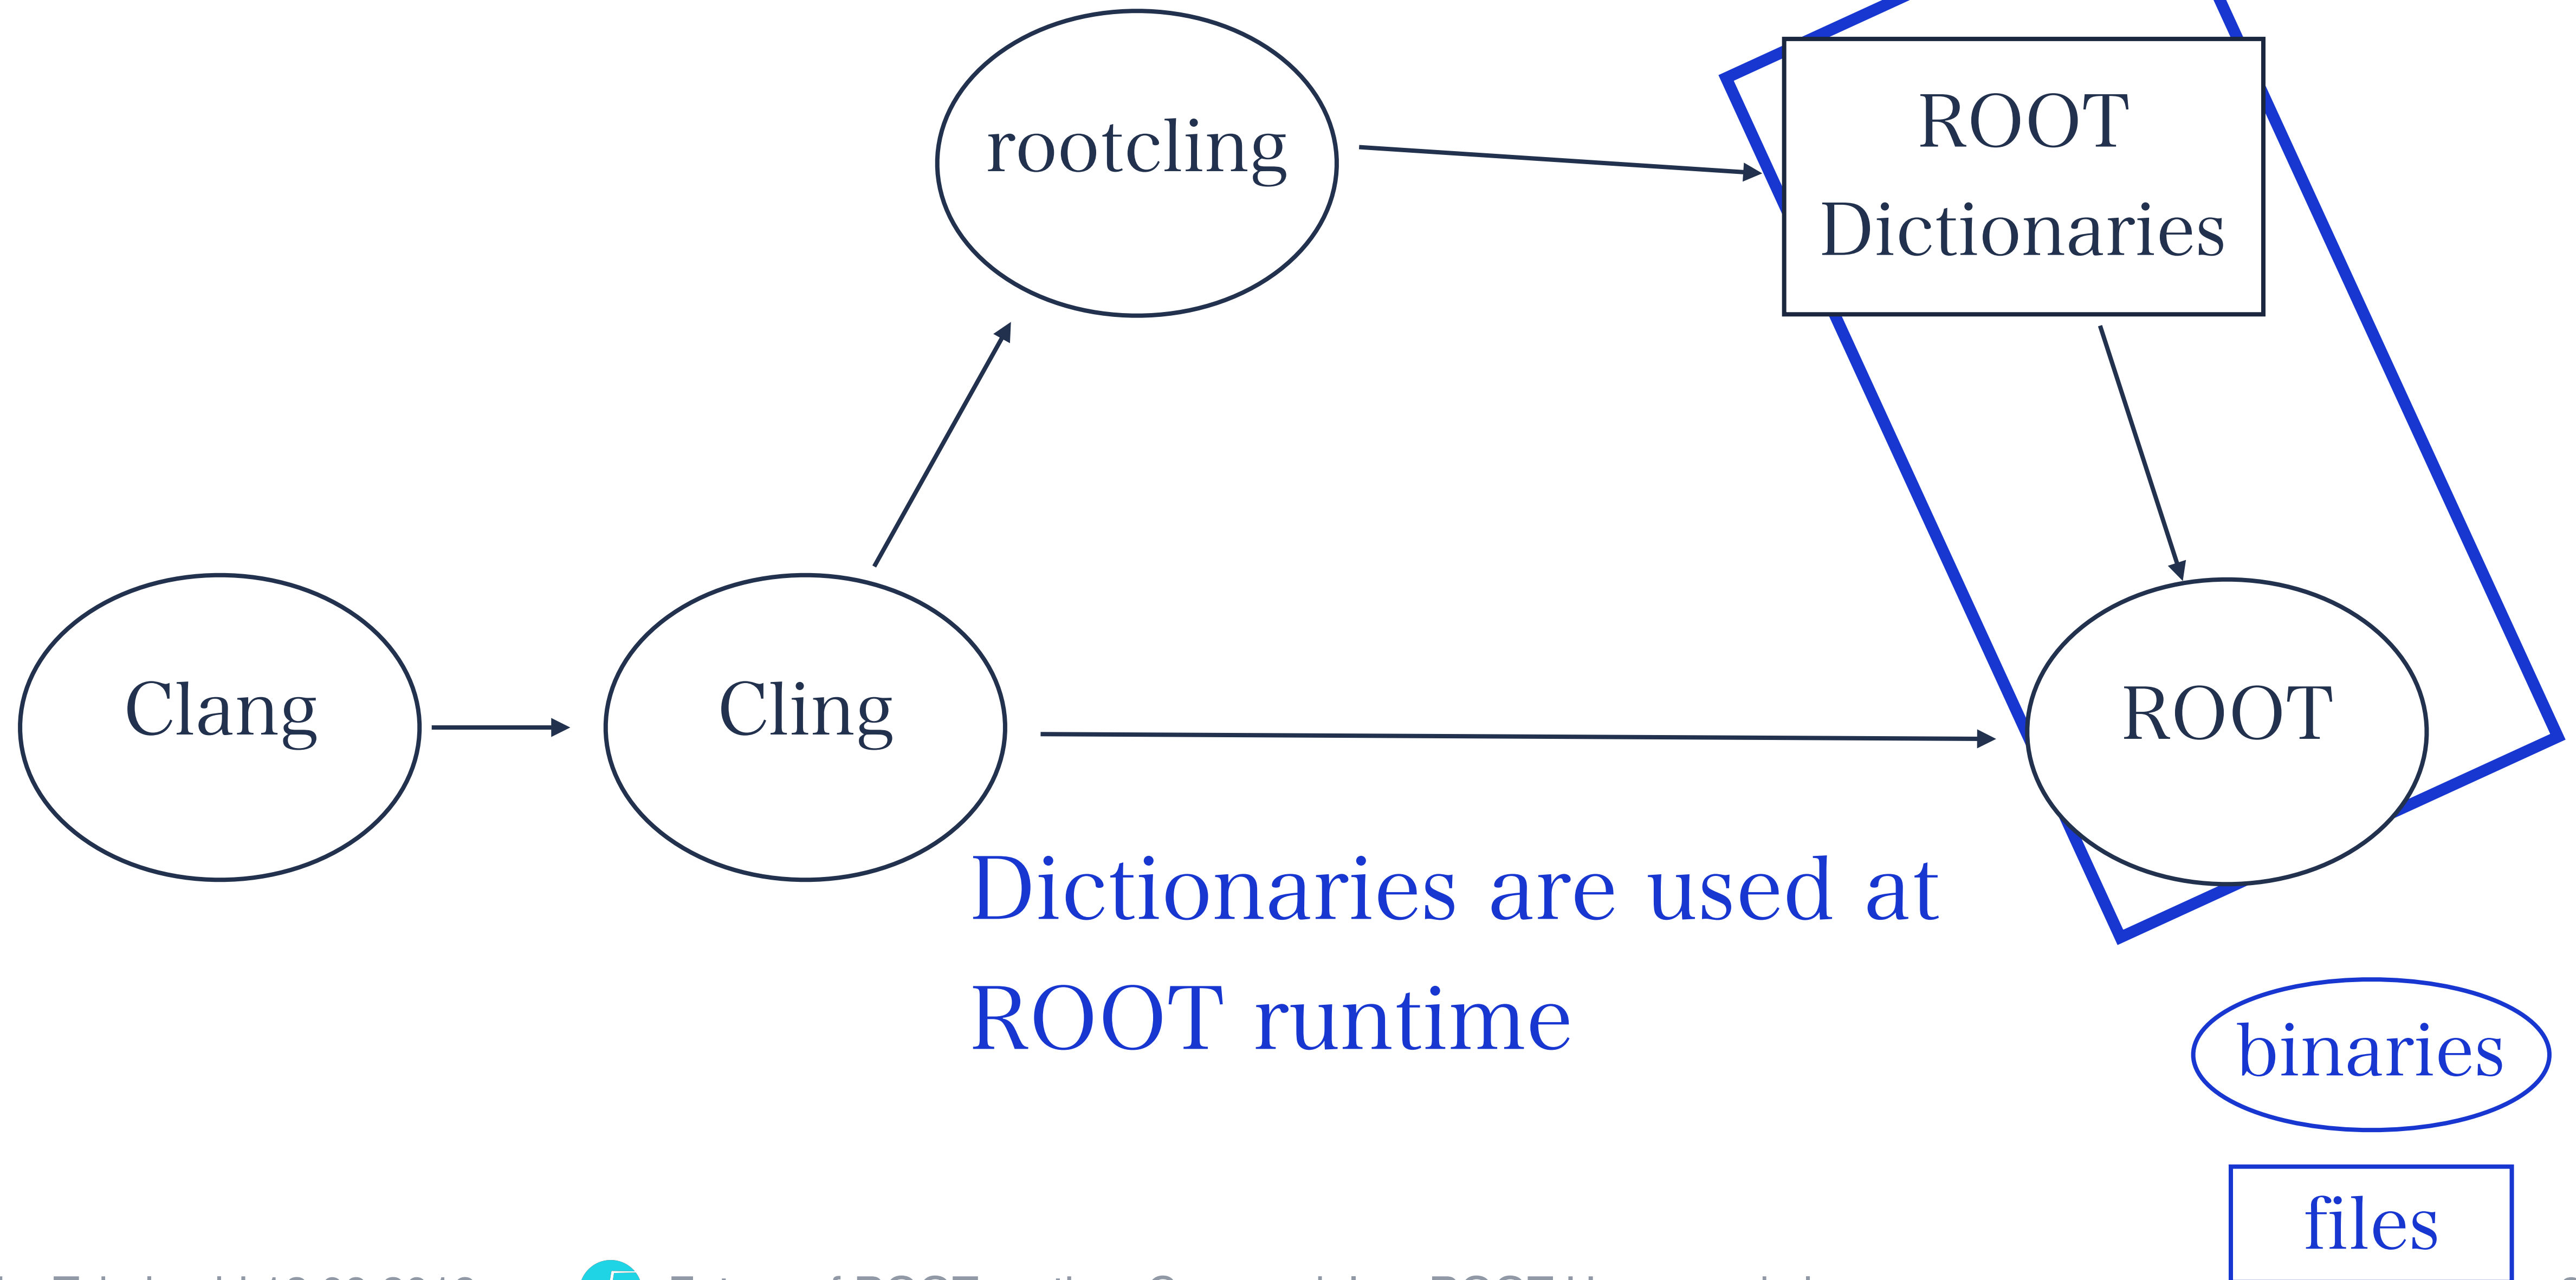 rootcling
ROOT
Dictionaries
Clang
Cling
ROOT
Dictionaries are used at
ROOT runtime
binaries
files